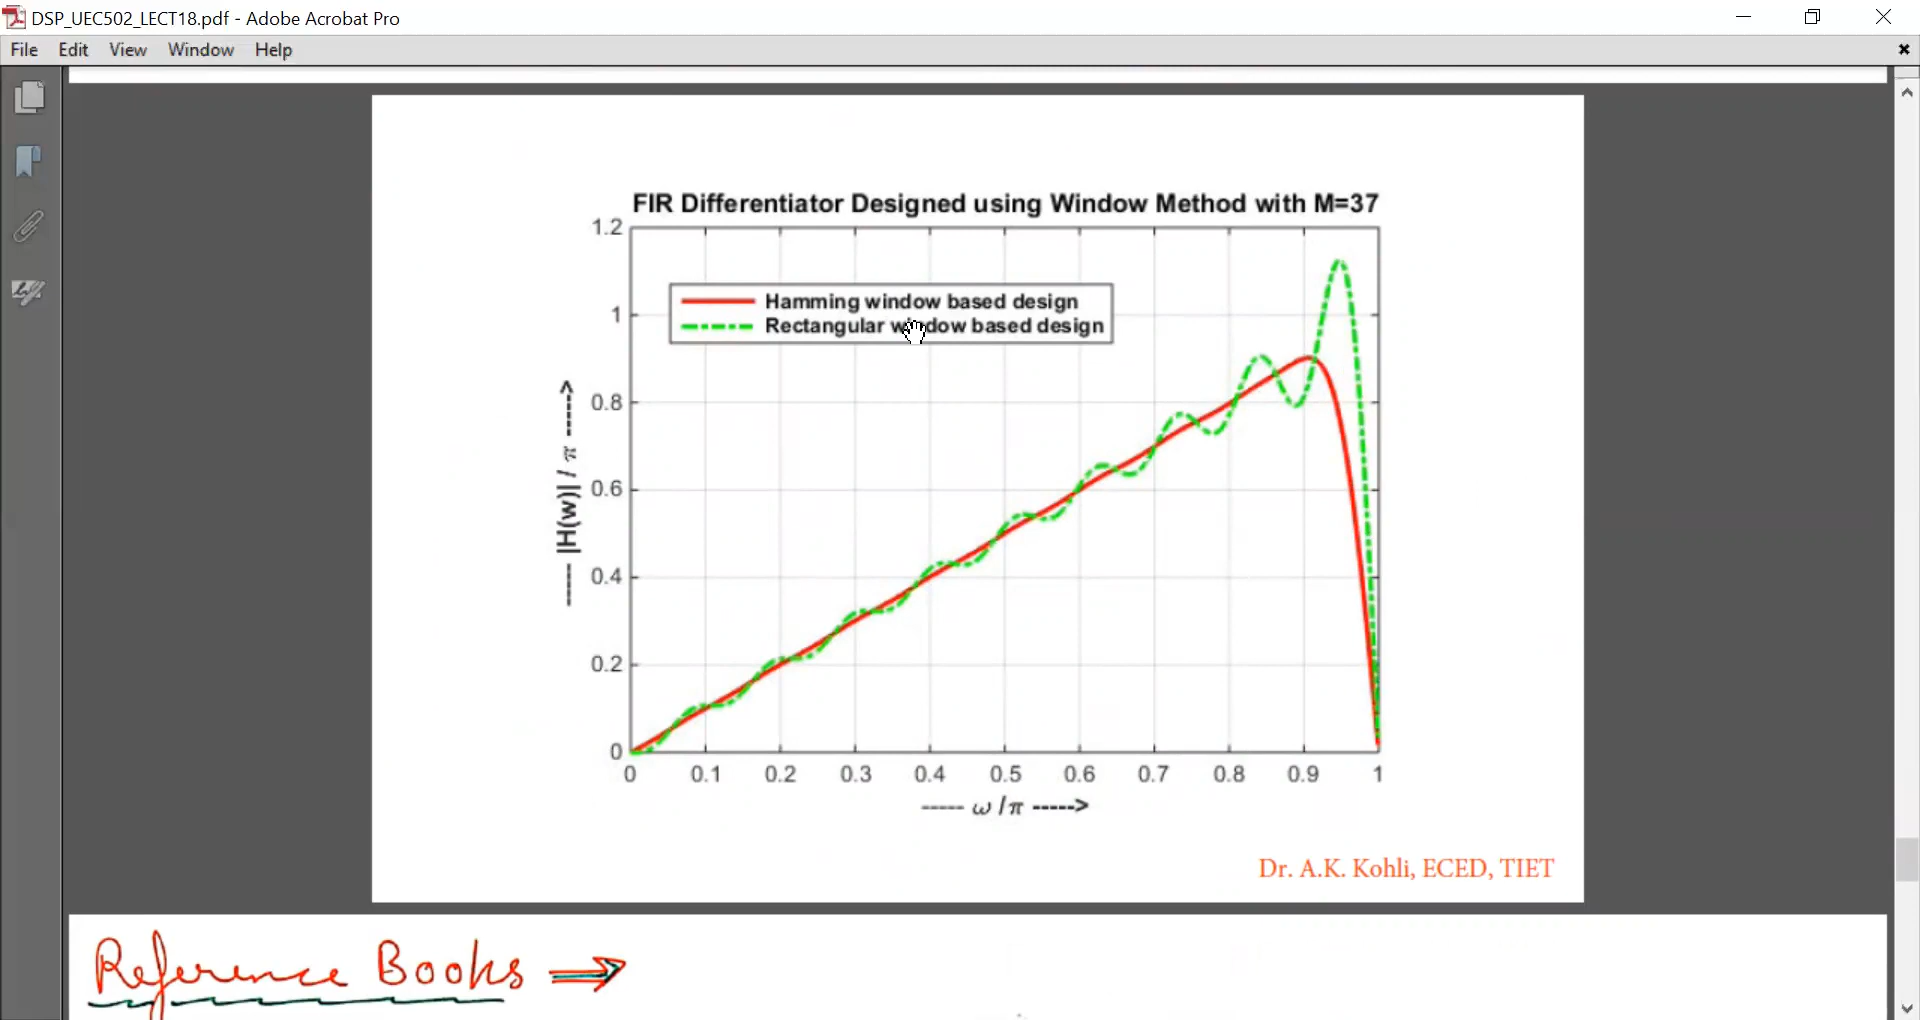 DSP_UEC502_LECT18.pdf - Adobe Acrobat Pro
File Edit View Window Help
FIR Differentiator Designed using Window Method with M=37
1.2
1
0.8
0.6
0.4
0.2
0
Hamming window based design
Rectangular window based design
----- |H(w)| / π ----->
0 0.1 0.2 0.3 0.4 0.5 0.6 0.7 0.8 0.9 1
----- ω / π ----->
Dr. A.K. Kohli, ECED, TIET
Reference Books ⇒